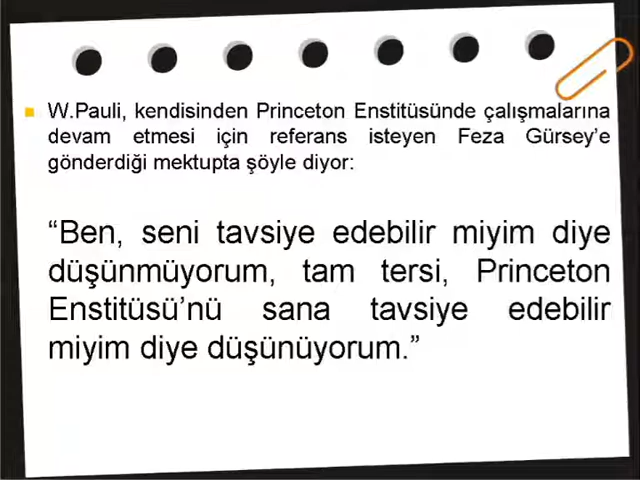 W.Pauli, kendisinden Princeton Enstitüsünde çalışmalarına
devam etmesi için referans isteyen Feza Gürsey’e
gönderdiği mektupta şöyle diyor:
“Ben, seni tavsiye edebilir miyim diye
düşünmüyorum, tam tersi, Princeton
Enstitüsü’nü sana tavsiye edebilir
miyim diye düşünüyorum.”